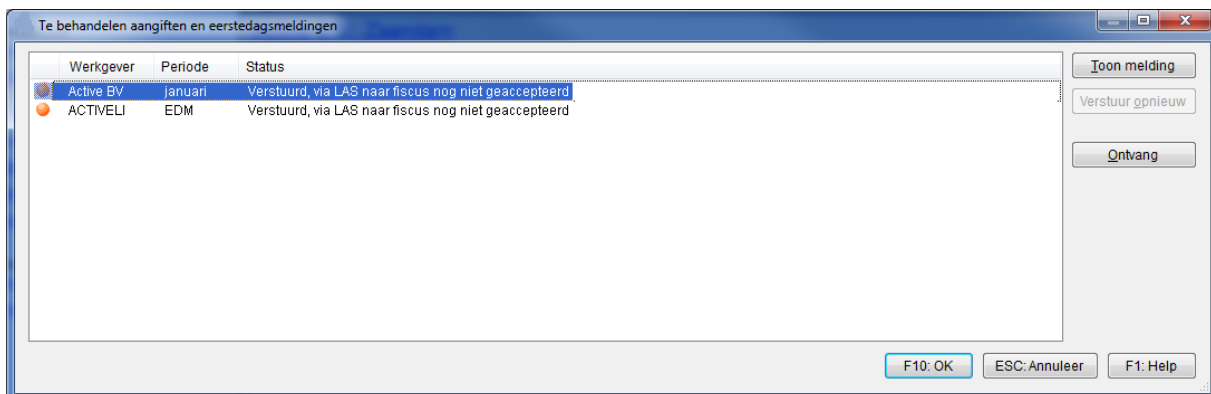 Te behandelen aangiften en eerstedagsmeldingen Zaandam
Werkgever Periode Status
Active BV januari Verstuurd, via LAS naar fiscus nog niet geaccepteerd
ACTIVELI EDM Verstuurd, via LAS naar fiscus nog niet geaccepteerd
Toon melding
Verstuur opnieuw
Ontvang
F10: OK ESC: Annuleer F1: Help